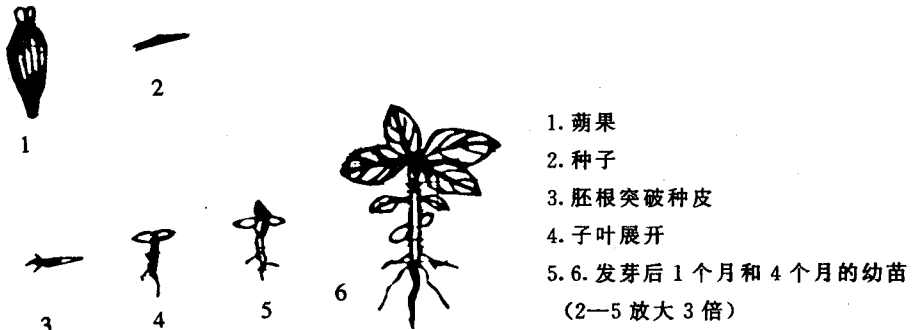 1
2
3
4
5
6
1.蒴果
2.种子
3.胚根突破种皮
4.子叶展开
5.6.发芽后1个月和4个月的幼苗
（2—5放大3倍）